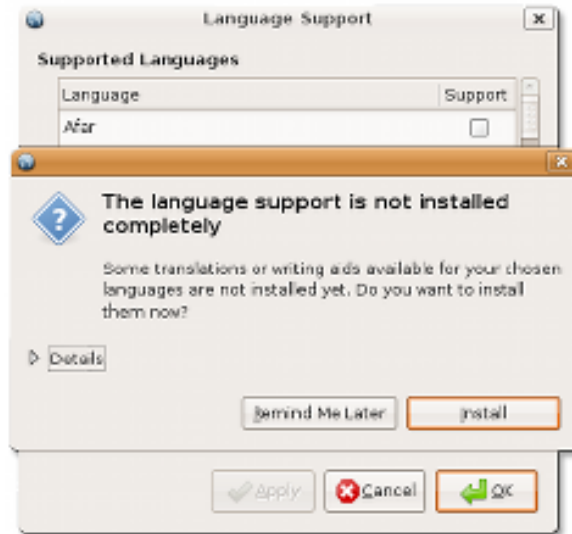 Language Support
Supported Languages
Language Support
Afar
The language support is not installed
completely
Some translations or writing aids available for your chosen
languages are not installed yet. Do you want to install
them now?
Details
Remind Me Later Install
Apply Cancel OK